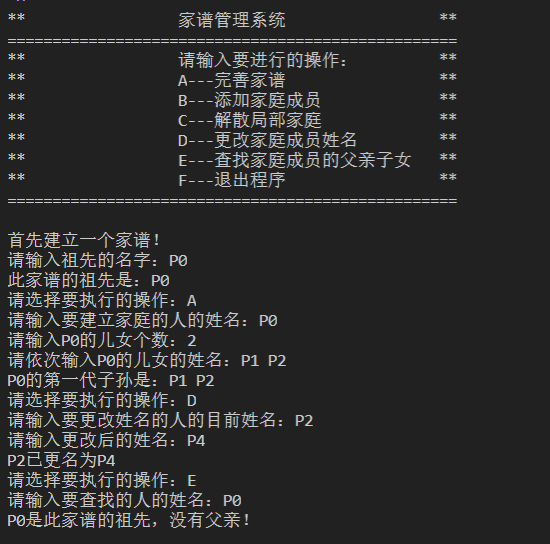 **                 家谱管理系统                 **
==================================================
**                 请输入要进行的操作：         **
**                 A---完善家谱                 **
**                 B---添加家庭成员             **
**                 C---解散局部家庭             **
**                 D---更改家庭成员姓名         **
**                 E---查找家庭成员的父亲子女   **
**                 F---退出程序                 **
==================================================
首先建立一个家谱！
请输入祖先的名字：P0
此家谱的祖先是：P0
请选择要执行的操作：A
请输入要建立家庭的人的姓名：P0
请输入P0的儿女个数：2
请依次输入P0的儿女的姓名：P1 P2
P0的第一代子孙是：P1 P2
请选择要执行的操作：D
请输入要更改姓名的人的目前姓名：P2
请输入更改后的姓名：P4
P2已更名为P4
请选择要执行的操作：E
请输入要查找的人的姓名：P0
P0是此家谱的祖先，没有父亲！